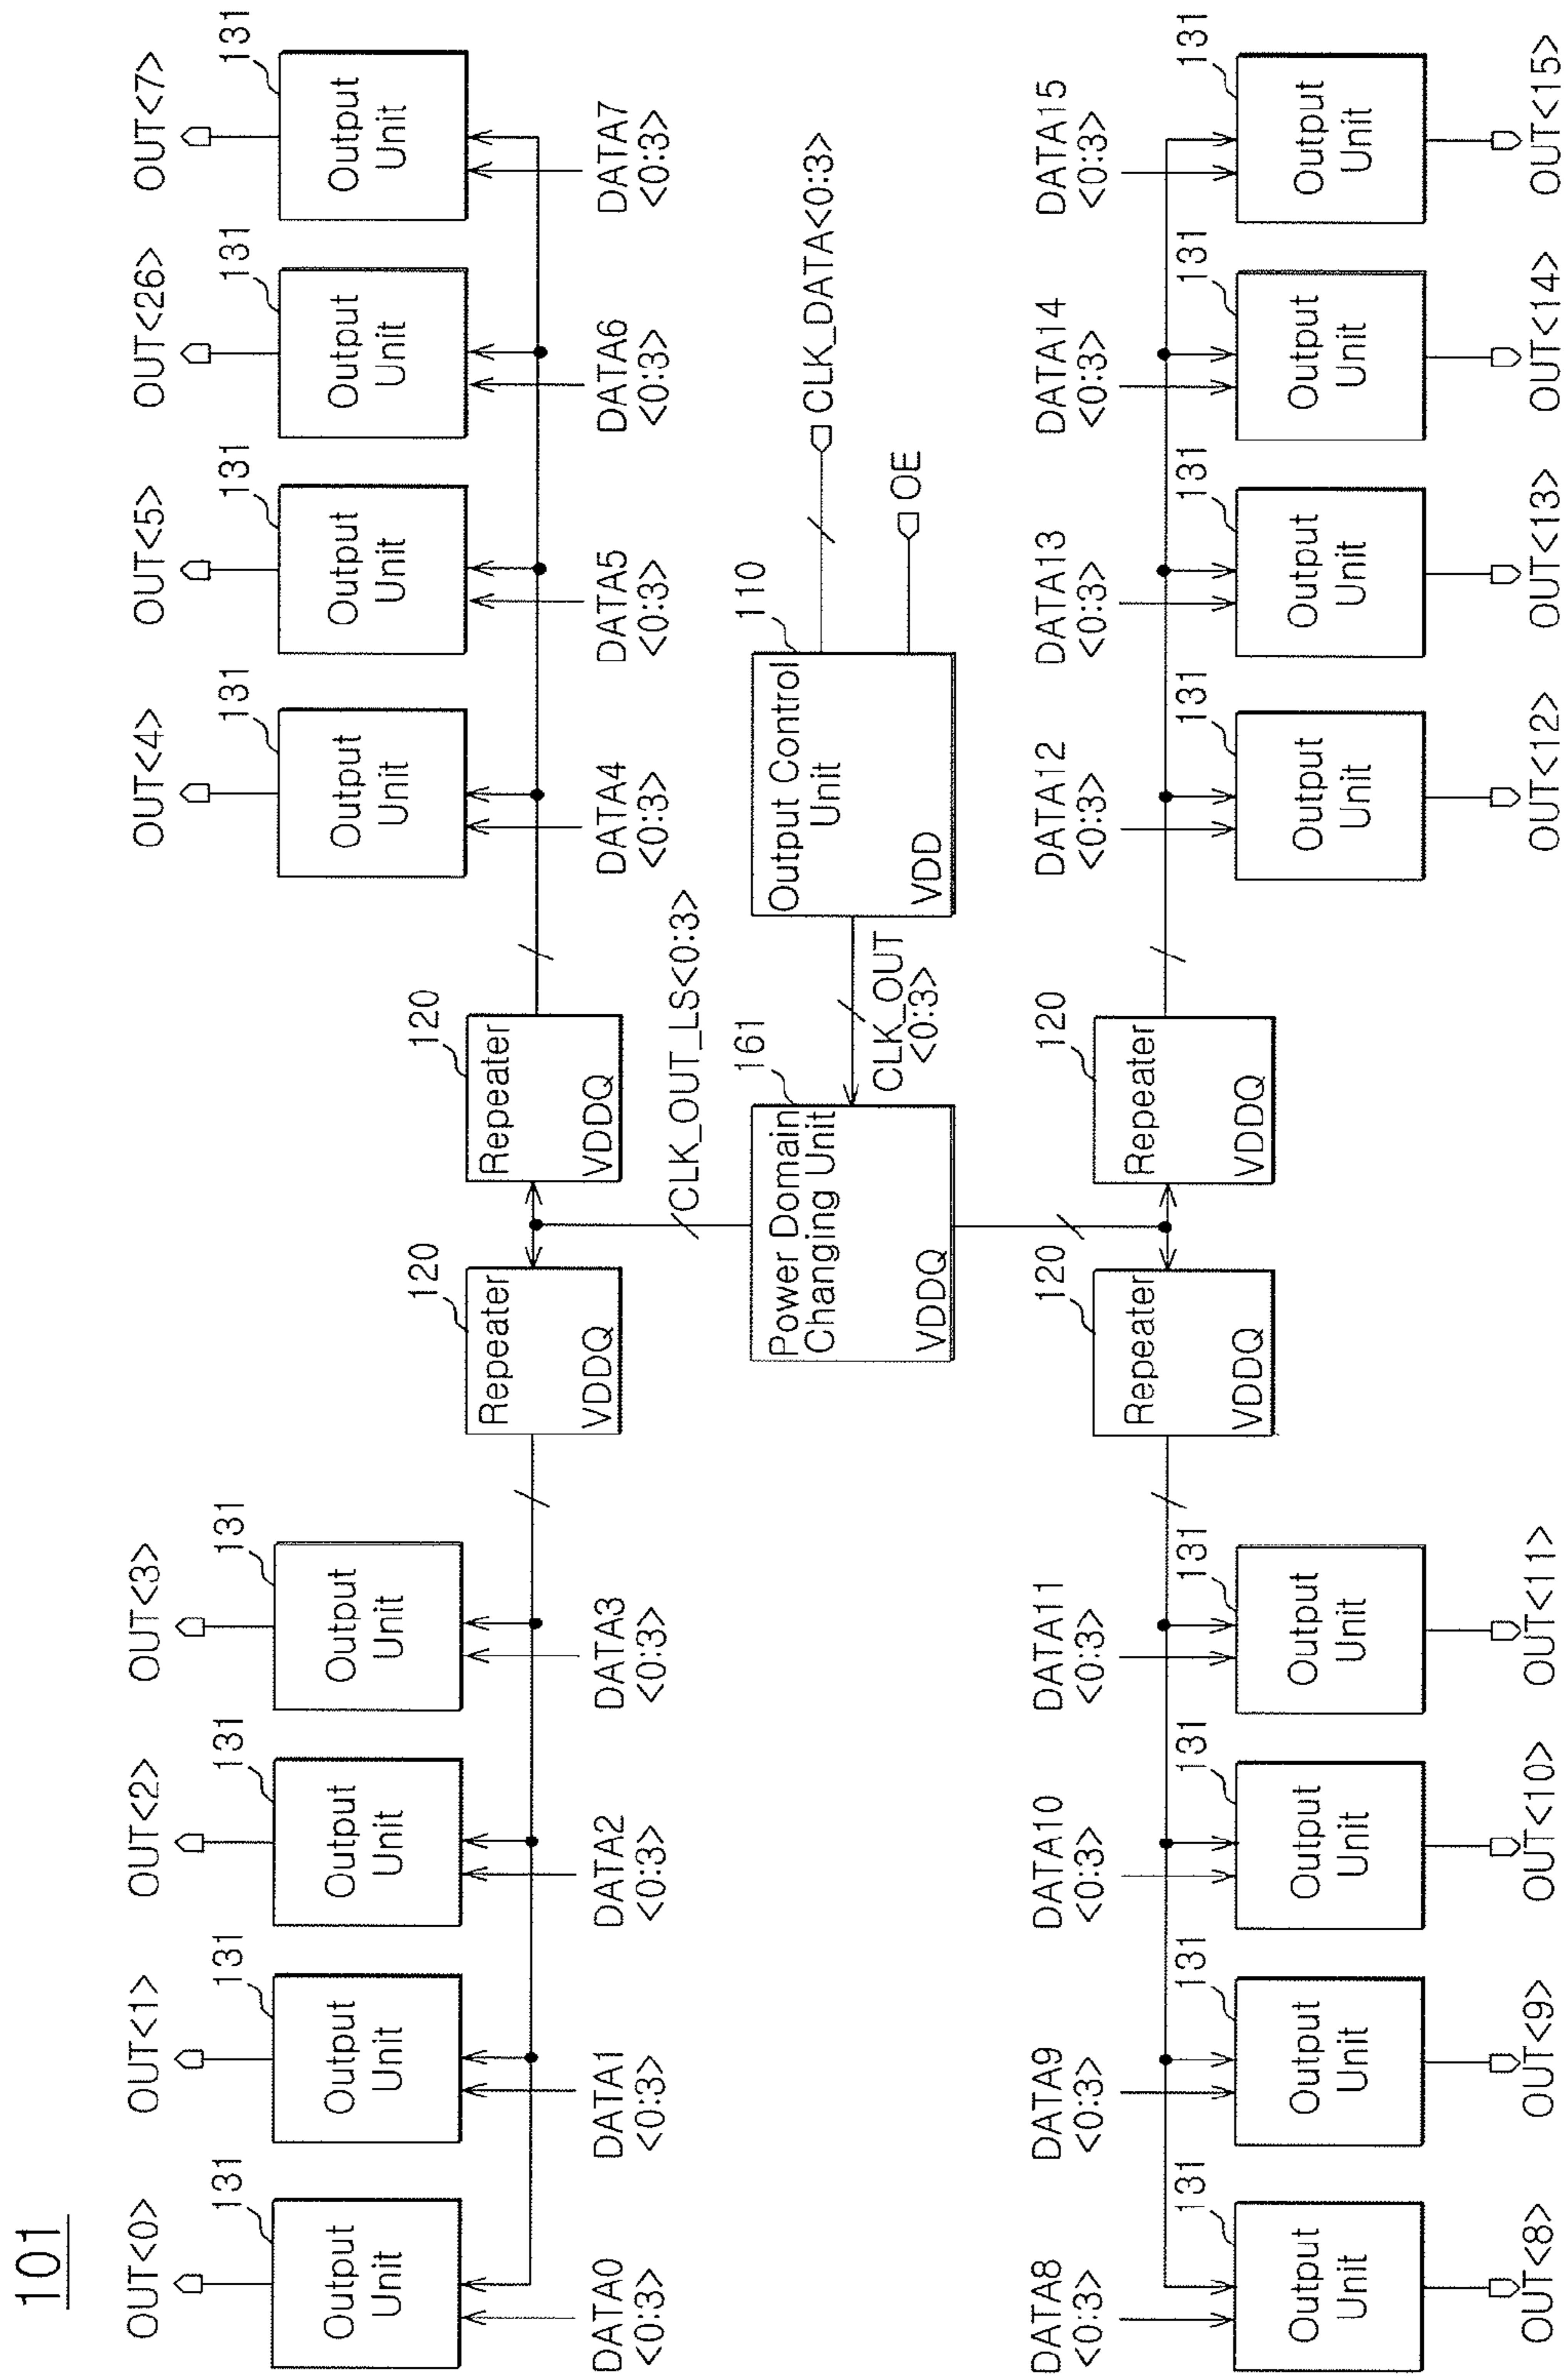 101
OUT<0>
OUT<1>
OUT<2>
OUT<3>
OUT<4>
OUT<5>
OUT<26>
OUT<7>
131
131
131
131
131
131
131
131
Output
Unit
Output
Unit
Output
Unit
Output
Unit
Output
Unit
Output
Unit
Output
Unit
Output
Unit
DATA0
<0:3>
DATA1
<0:3>
DATA2
<0:3>
DATA3
<0:3>
DATA4
<0:3>
DATA5
<0:3>
DATA6
<0:3>
DATA7
<0:3>
120
Repeater
VDDQ
120
Repeater
VDDQ
CLK_OUT_LS<0:3>
161
Power Domain
Changing Unit
VDDQ
CLK_OUT
<0:3>
110
Output Control
Unit
VDD
CLK_DATA<0:3>
OE
120
Repeater
VDDQ
120
Repeater
VDDQ
DATA8
<0:3>
DATA9
<0:3>
DATA10
<0:3>
DATA11
<0:3>
DATA12
<0:3>
DATA13
<0:3>
DATA14
<0:3>
DATA15
<0:3>
131
131
131
131
131
131
131
131
Output
Unit
Output
Unit
Output
Unit
Output
Unit
Output
Unit
Output
Unit
Output
Unit
Output
Unit
OUT<8>
OUT<9>
OUT<10>
OUT<11>
OUT<12>
OUT<13>
OUT<14>
OUT<15>